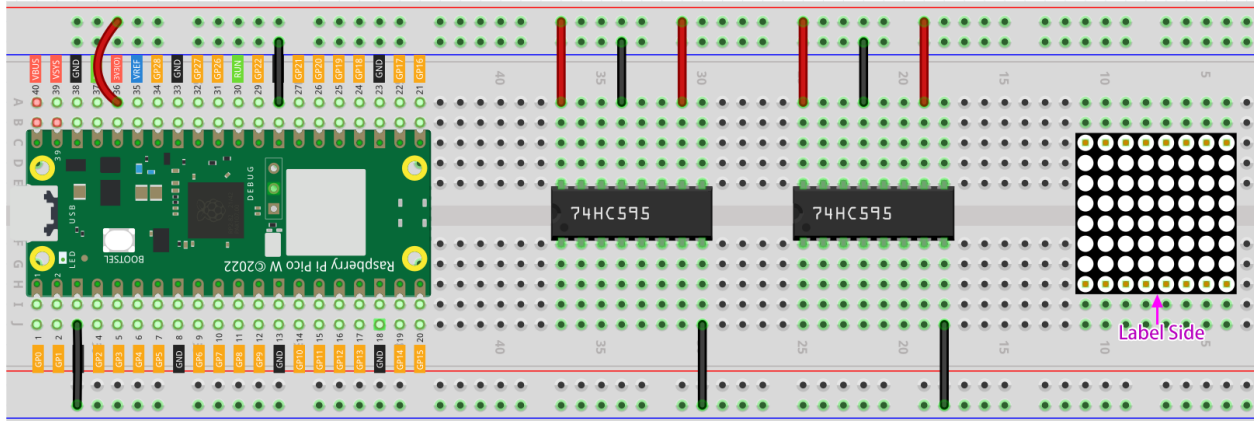 40 VBUS
39 VSYS
38 GND
37
36 3V3(O)
35 VREF
34 GP28
33 GND
32 GP27
31 GP26
30 RUN
29 GP22
27 GP21
26 GP20
25 GP19
24 GP18
23 GND
22 GP17
21 GP16
40
35
30
25
20
15
10
5
A
B
C
D
E
39
DEBUG
USB
74HC595
74HC595
F
G
H
I
J
LED
BOOTSEL
Raspberry Pi Pico W ©2022
1
2
Label Side
GP0 1
GP1 2
GP2 4
GP3 5
GP4 6
GP5 7
GND 8
GP6 9
GP7 10
GP8 11
GP9 12
GND 13
GP10 14
GP11 15
GP12 16
GP13 17
GND 18
GP14 19
GP15 20
40
35
30
25
20
15
10
5